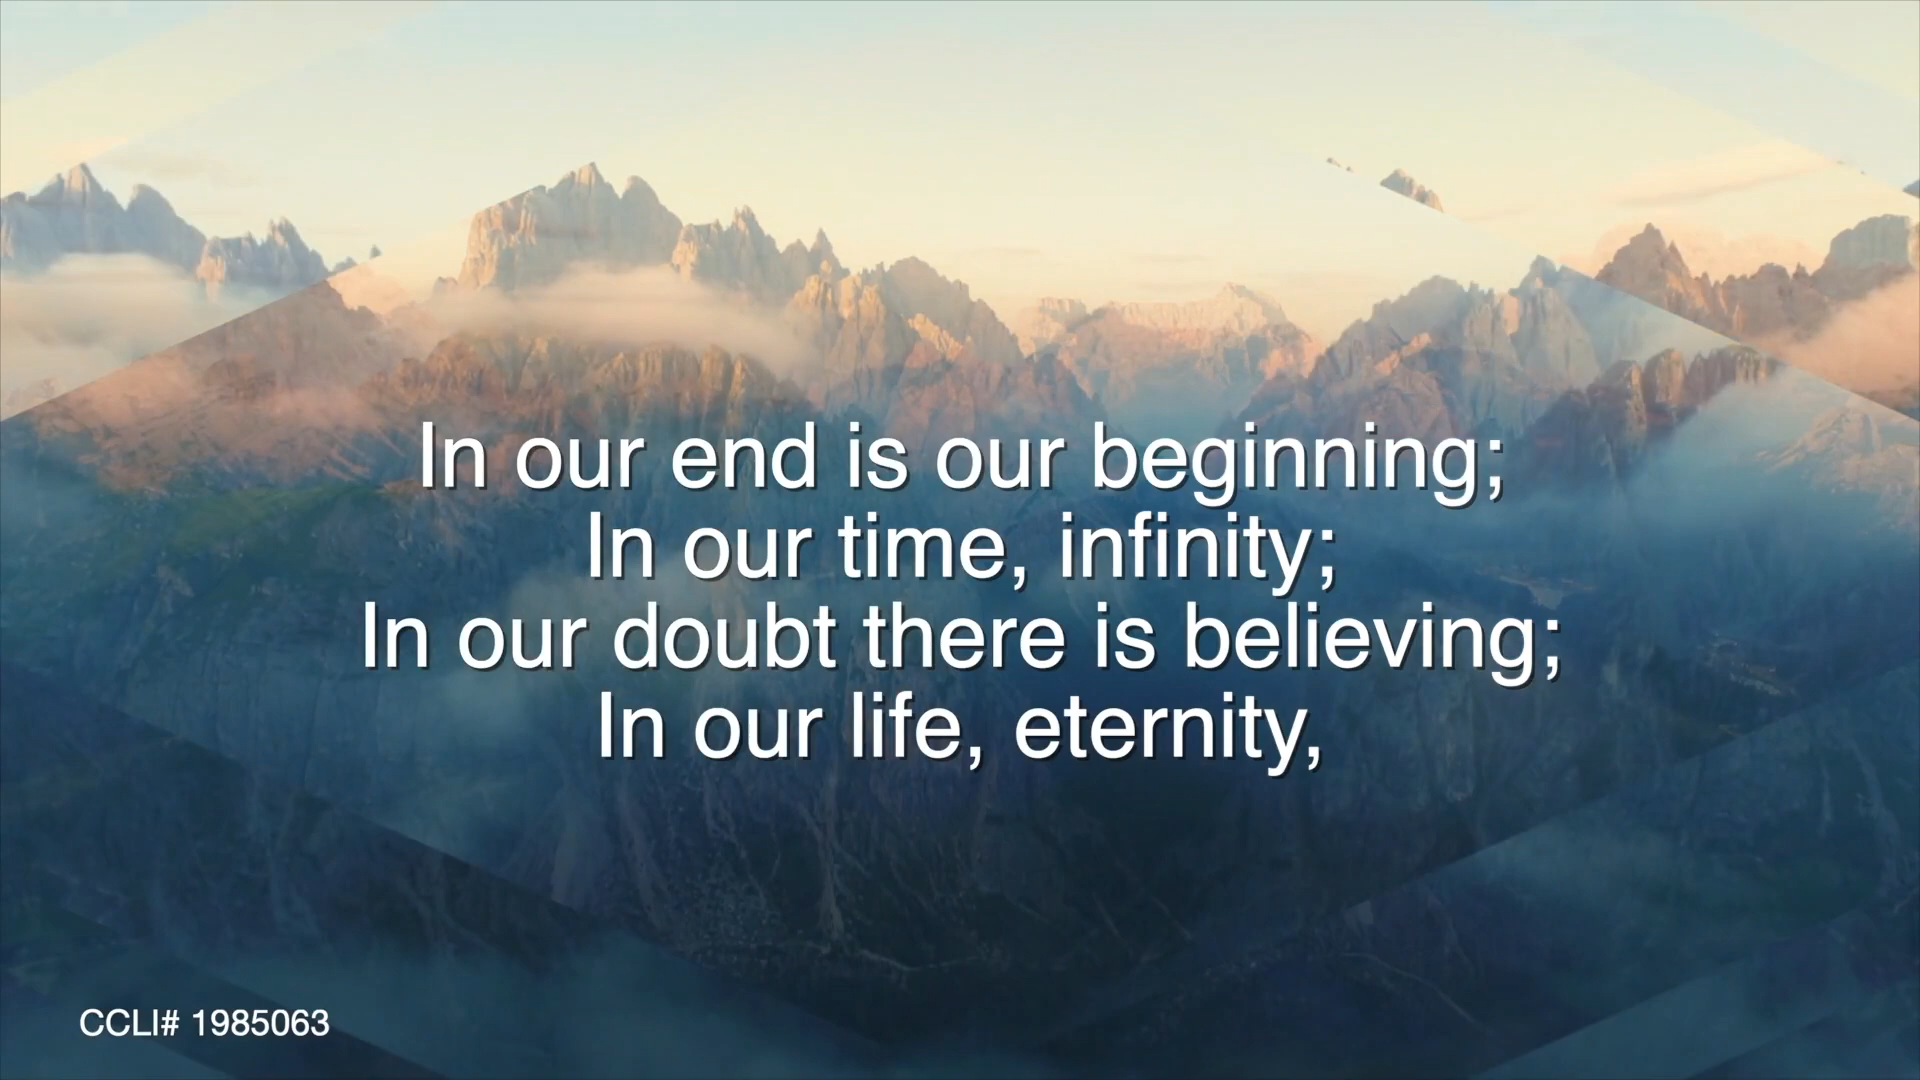 In our end is our beginning;
In our time, infinity;
In our doubt there is believing;
In our life, eternity,
CCLI# 1985063